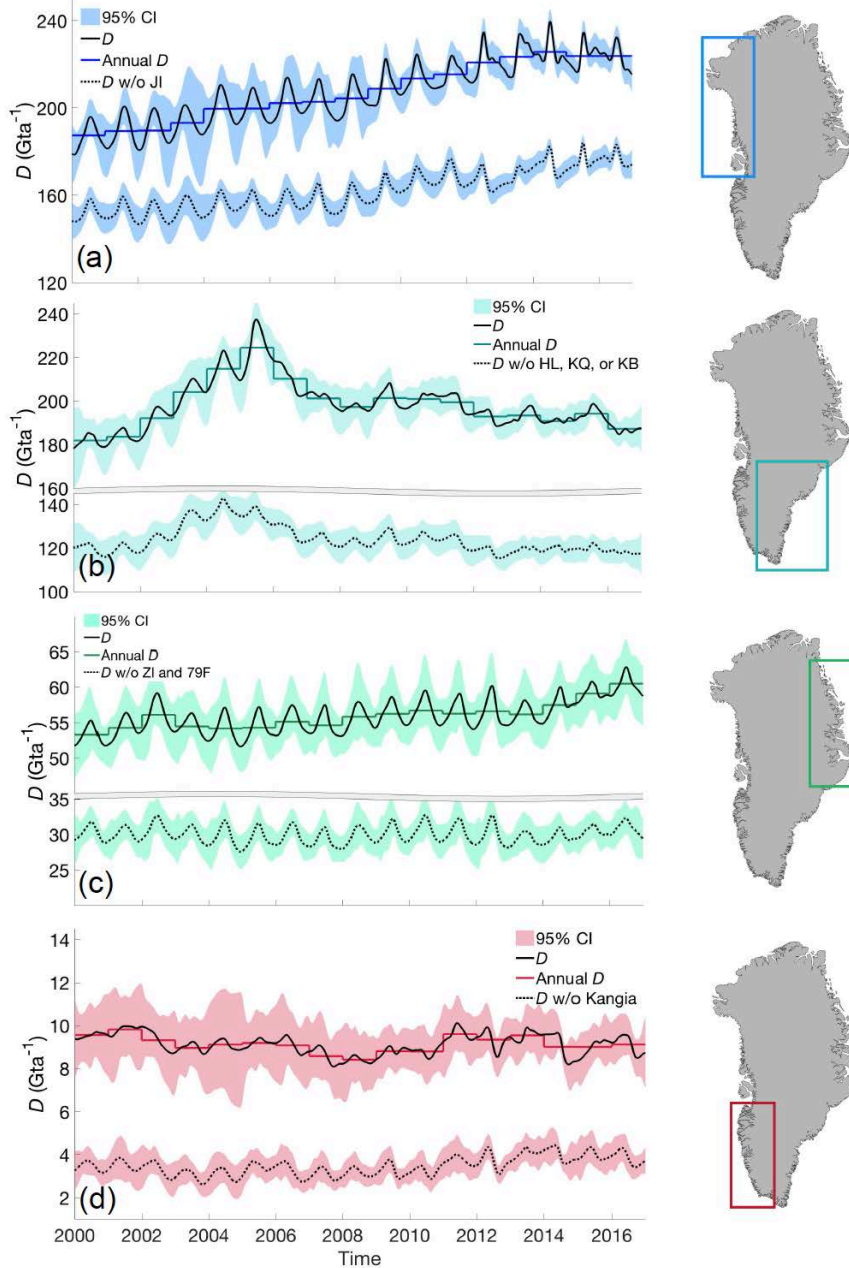 240
200
160
120
D (Gta⁻¹)
95% CI
D
Annual D
D w/o JI
(a)
240
220
200
180
160
140
120
100
D (Gta⁻¹)
95% CI
D
Annual D
D w/o HL, KQ, or KB
(b)
65
60
55
50
35
30
25
D (Gta⁻¹)
95% CI
D
Annual D
D w/o ZI and 79F
(c)
14
12
10
8
6
4
2
D (Gta⁻¹)
95% CI
D
Annual D
D w/o Kangia
(d)
2000 2002 2004 2006 2008 2010 2012 2014 2016
Time